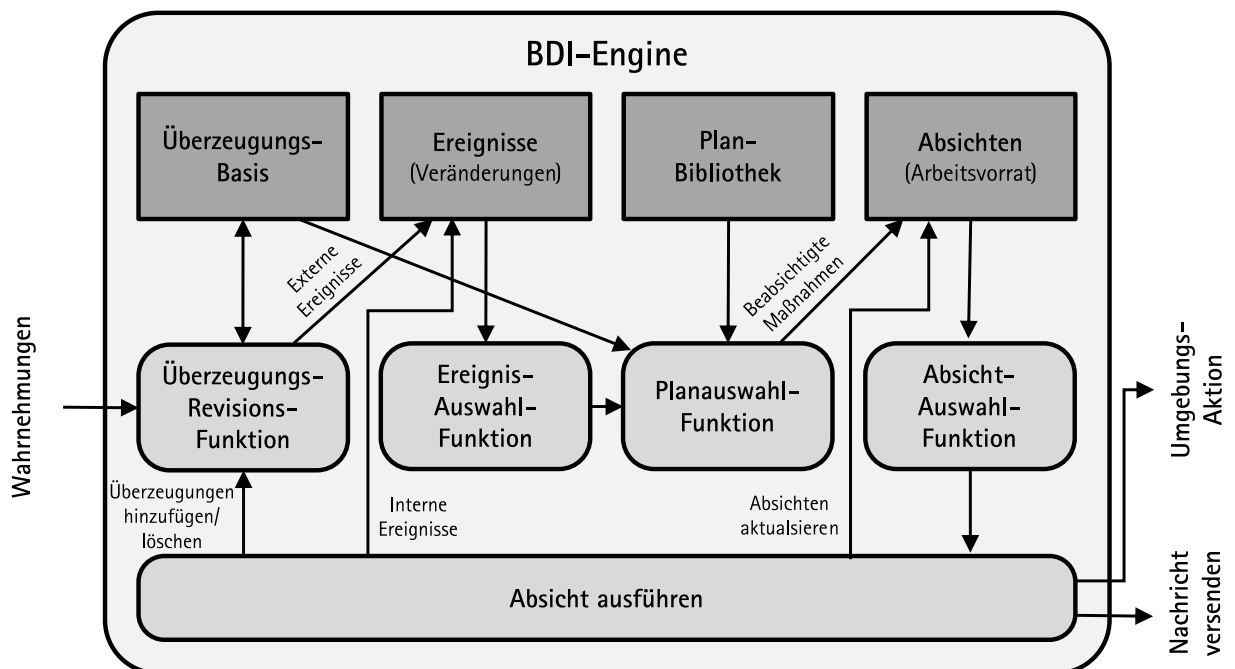 BDI-Engine
Überzeugungs-
Basis
Ereignisse
(Veränderungen)
Plan-
Bibliothek
Absichten
(Arbeitsvorrat)
Externe
Ereignisse
Beabsichtigte
Maßnahmen
Wahrnehmungen
Überzeugungs-
Revisions-
Funktion
Ereignis-
Auswahl-
Funktion
Planauswahl-
Funktion
Absicht-
Auswahl-
Funktion
Umgebungs-
Aktion
Überzeugungen
hinzufügen/
löschen
Interne
Ereignisse
Absichten
aktualsieren
Absicht ausführen
Nachricht
versenden